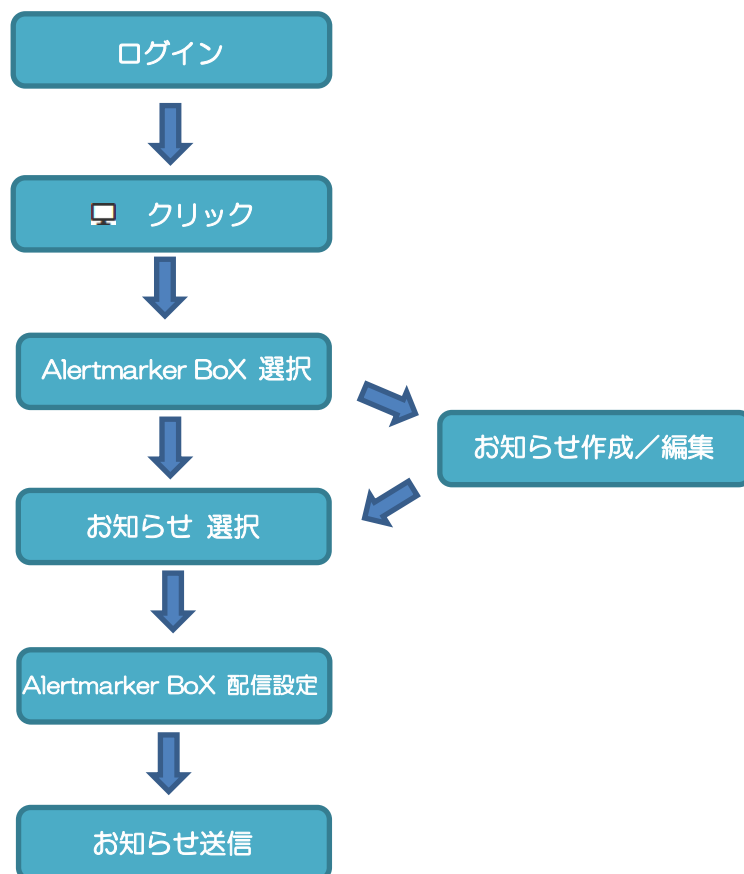 ログイン
クリック
Alertmarker BoX 選択
お知らせ作成／編集
お知らせ 選択
Alertmarker BoX 配信設定
お知らせ送信